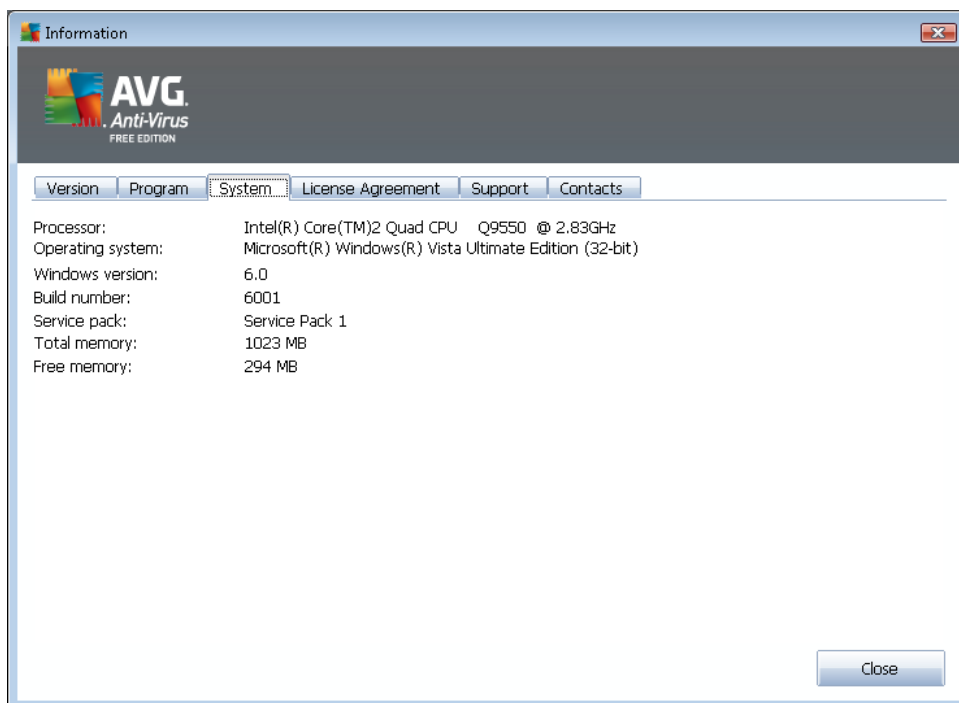 Information
AVG.
Anti-Virus
FREE EDITION
Version Program System License Agreement Support Contacts
Processor: Intel(R) Core(TM)2 Quad CPU Q9550 @ 2.83GHz
Operating system: Microsoft(R) Windows(R) Vista Ultimate Edition (32-bit)
Windows version: 6.0
Build number: 6001
Service pack: Service Pack 1
Total memory: 1023 MB
Free memory: 294 MB
Close